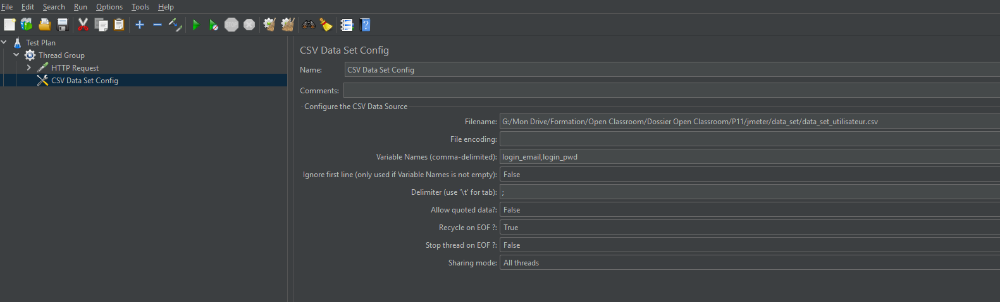 File Edit Search Run Options Tools Help
STOP
Test Plan
Thread Group
HTTP Request
CSV Data Set Config
CSV Data Set Config
Name: CSV Data Set Config
Comments:
Configure the CSV Data Source
Filename: G:/Mon Drive/Formation/Open Classroom/Dossier Open Classroom/P11/jmeter/data_set/data_set_utilisateur.csv
File encoding:
Variable Names (comma-delimited): login_email,login_pwd
Ignore first line (only used if Variable Names is not empty): False
Delimiter (use '\t' for tab): ;
Allow quoted data?: False
Recycle on EOF ?: True
Stop thread on EOF ?: False
Sharing mode: All threads